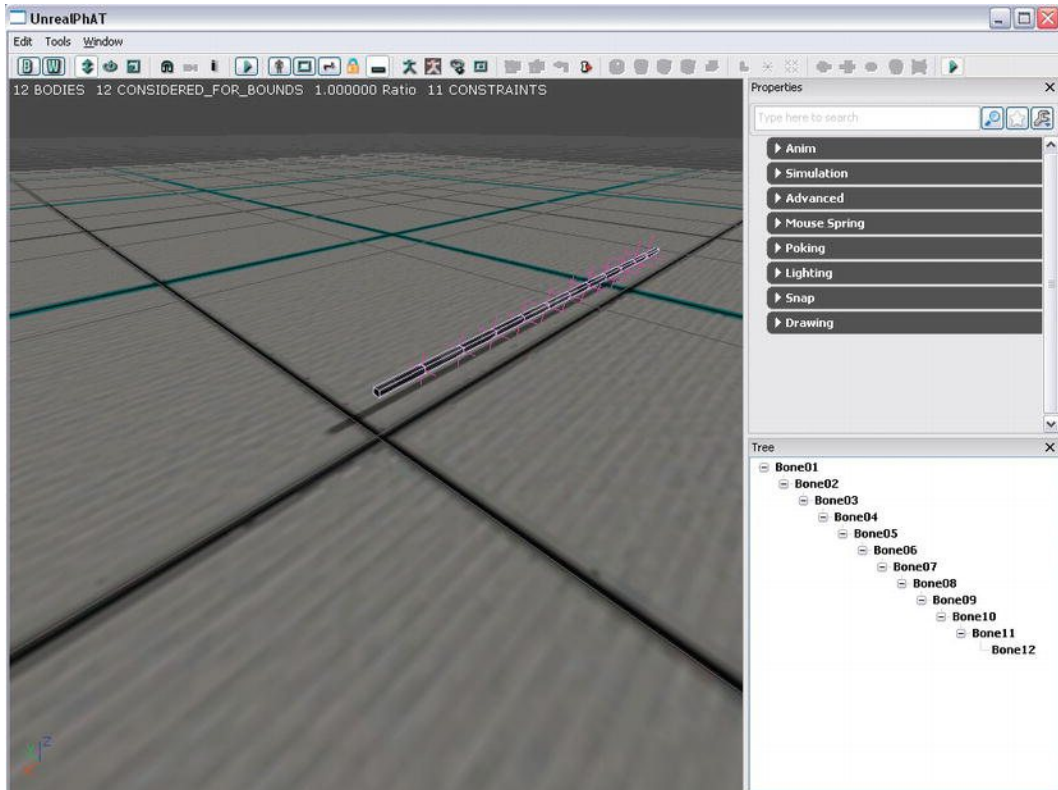 UnrealPhAT
Edit Tools Window
B W
12 BODIES 12 CONSIDERED_FOR_BOUNDS 1.000000 Ratio 11 CONSTRAINTS
Properties
Type here to search
Anim
Simulation
Advanced
Mouse Spring
Poking
Lighting
Snap
Drawing
Tree
Bone01
Bone02
Bone03
Bone04
Bone05
Bone06
Bone07
Bone08
Bone09
Bone10
Bone11
Bone12
Z